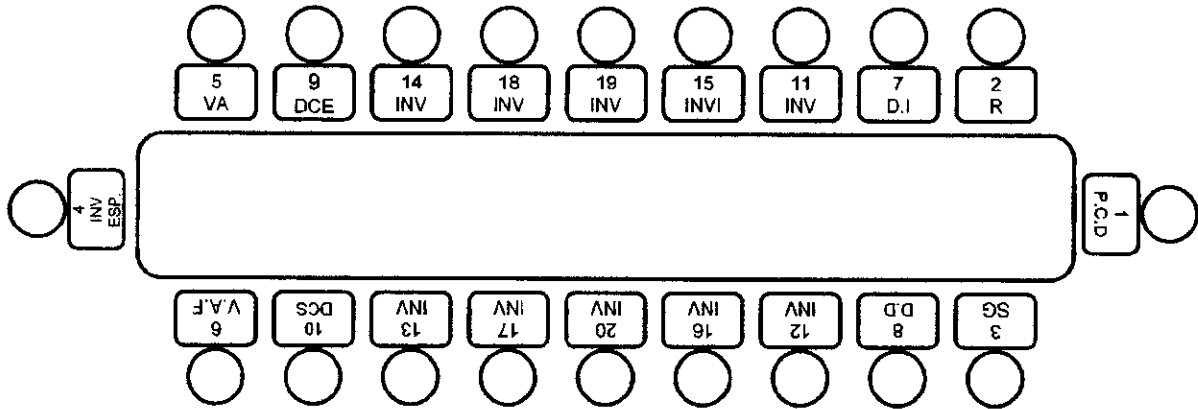 5
VA
9
DCE
14
INV
18
INV
19
INV
15
INVI
11
INV
7
D.I
2
R
4
INV
ESP.
1
P.C.D
V.A.F
6
DCS
10
INV
13
INV
17
INV
20
INV
16
INV
12
D.D
8
SG
3